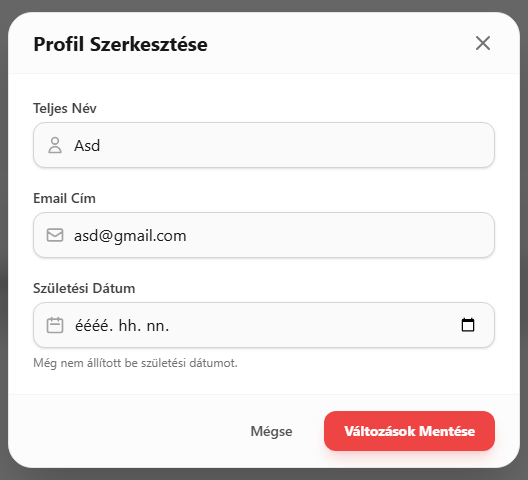 Profil Szerkesztése
Teljes Név
Asd
Email Cím
asd@gmail.com
Születési Dátum
éééé. hh. nn.
Még nem állított be születési dátumot.
Mégse
Változások Mentése